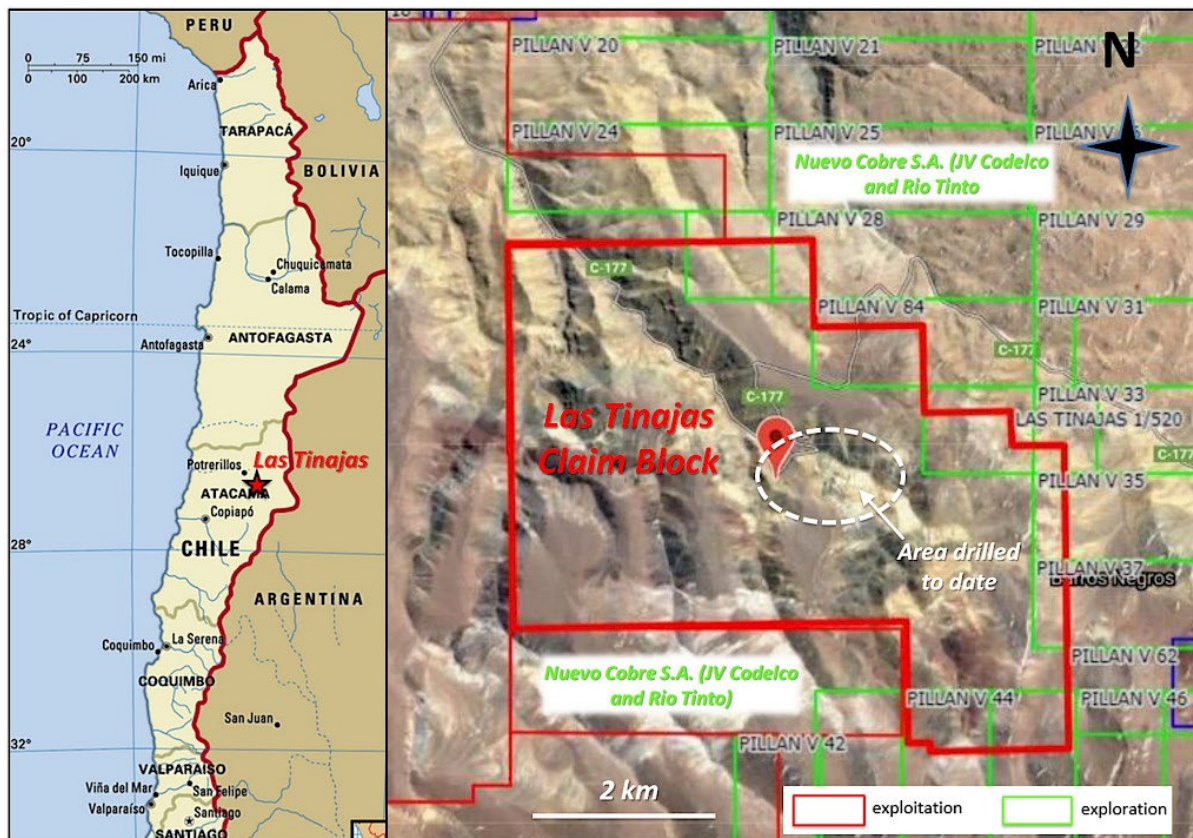 PERU
0 75 150 mi
0 100 200 km
Arica
TARAPACÁ
20°
Iquique
BOLIVIA
Tocopilla
Chuquicamata
Calama
Tropic of Capricorn
Antofagasta
ANTOFAGASTA
24°
PACIFIC
OCEAN
Potrerillos
Las Tinajas
ATACAMA
Copiapó
CHILE
28°
ARGENTINA
La Serena
Coquimbo
COQUIMBO
San Juan
32°
VALPARAÍSO
Viña del Mar
San Felipe
Valparaíso
Santiago
SANTIAGO
18
PILLAN V 20
PILLAN V 21
N
PILLAN V 24
PILLAN V 25
Nuevo Cobre S.A. (JV Codelco
and Rio Tinto
PILLAN V 28
PILLAN V 29
C-177
PILLAN V 84
PILLAN V 31
C-177
C-177
PILLAN V 33
Las Tinajas
Claim Block
LAS TINAJAS 1/520
C-177
PILLAN V 35
Area drilled
to date
PILLAN V 37
Barros Negros
Nuevo Cobre S.A. (JV Codelco
and Rio Tinto)
PILLAN V 62
PILLAN V 44
PILLAN V 46
PILLAN V 42
2 km
exploitation
exploration